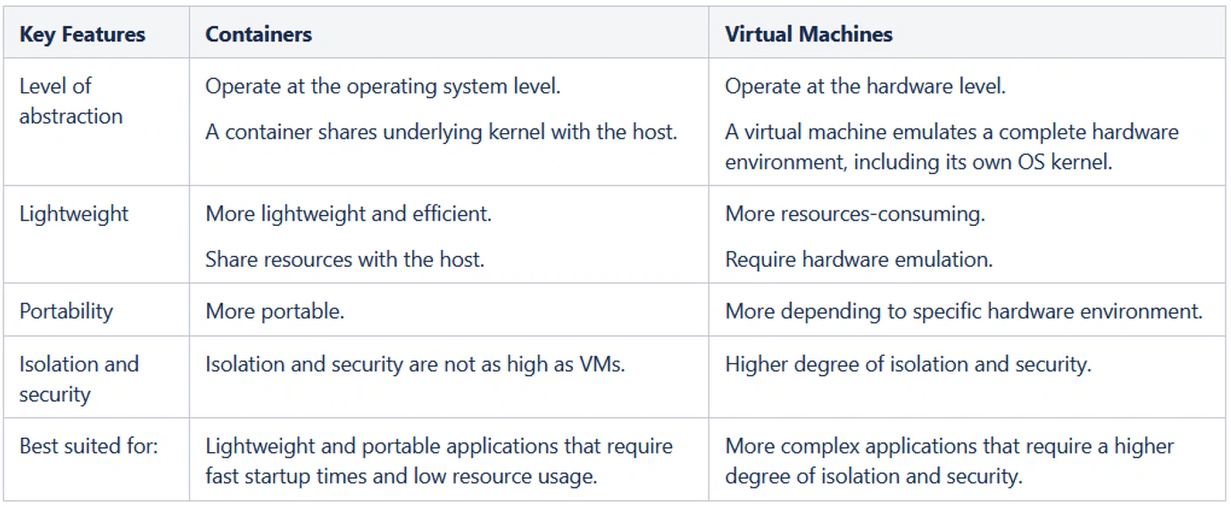 Key Features
Containers
Virtual Machines
Level of
abstraction
Operate at the operating system level.
A container shares underlying kernel with the host.
Operate at the hardware level.
A virtual machine emulates a complete hardware
environment, including its own OS kernel.
Lightweight
More lightweight and efficient.
Share resources with the host.
More resources-consuming.
Require hardware emulation.
Portability
More portable.
More depending to specific hardware environment.
Isolation and
security
Isolation and security are not as high as VMs.
Higher degree of isolation and security.
Best suited for:
Lightweight and portable applications that require
fast startup times and low resource usage.
More complex applications that require a higher
degree of isolation and security.